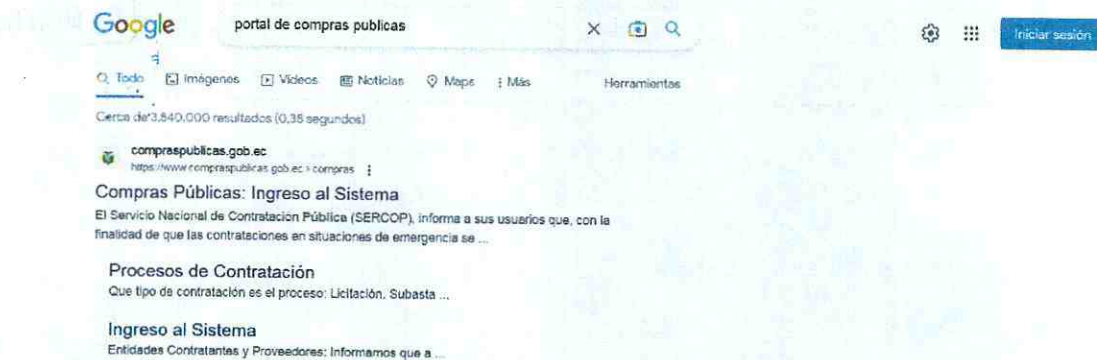 Google
portal de compras publicas
Iniciar sesión
Todo Imágenes Videos Noticias Maps Más Herramientas
Cerca de 3.840.000 resultados (0,38 segundos)
compraspublicas.gob.ec
https://www.compraspublicas.gob.ec › compras
Compras Públicas: Ingreso al Sistema
El Servicio Nacional de Contratación Pública (SERCOP), informa a sus usuarios que, con la
finalidad de que las contrataciones en situaciones de emergencia se ...
Procesos de Contratación
Que tipo de contratación es el proceso: Licitación, Subasta ...
Ingreso al Sistema
Entidades Contratantes y Proveedores: Informamos que a ...